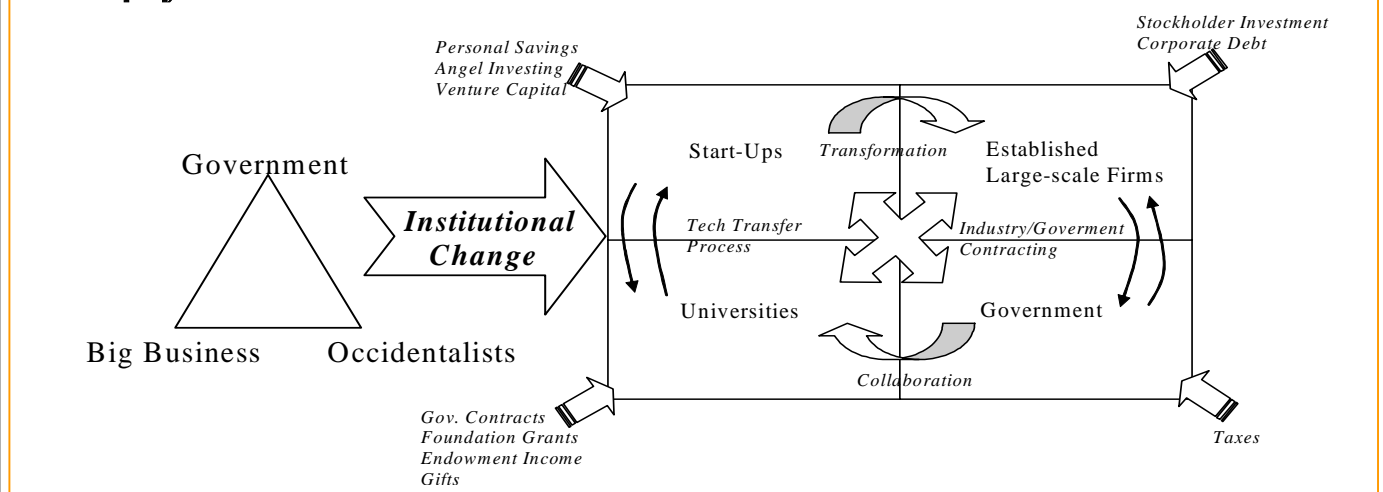 Personal Savings
Angel Investing
Venture Capital
Stockholder Investment
Corporate Debt
Government
Big Business
Occidentalists
Institutional
Change
Start-Ups
Transformation
Established
Large-scale Firms
Tech Transfer
Process
Industry/Goverment
Contracting
Universities
Government
Collaboration
Gov. Contracts
Foundation Grants
Endowment Income
Gifts
Taxes